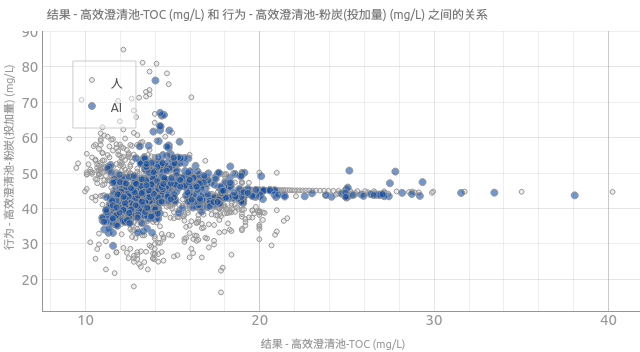 结果 - 高效澄清池-TOC (mg/L) 和 行为 - 高效澄清池-粉炭(投加量) (mg/L) 之间的关系
90
80
70
60
50
40
30
20
人
AI
行为 - 高效澄清池-粉炭(投加量) (mg/L)
10 20 30 40
结果 - 高效澄清池-TOC (mg/L)